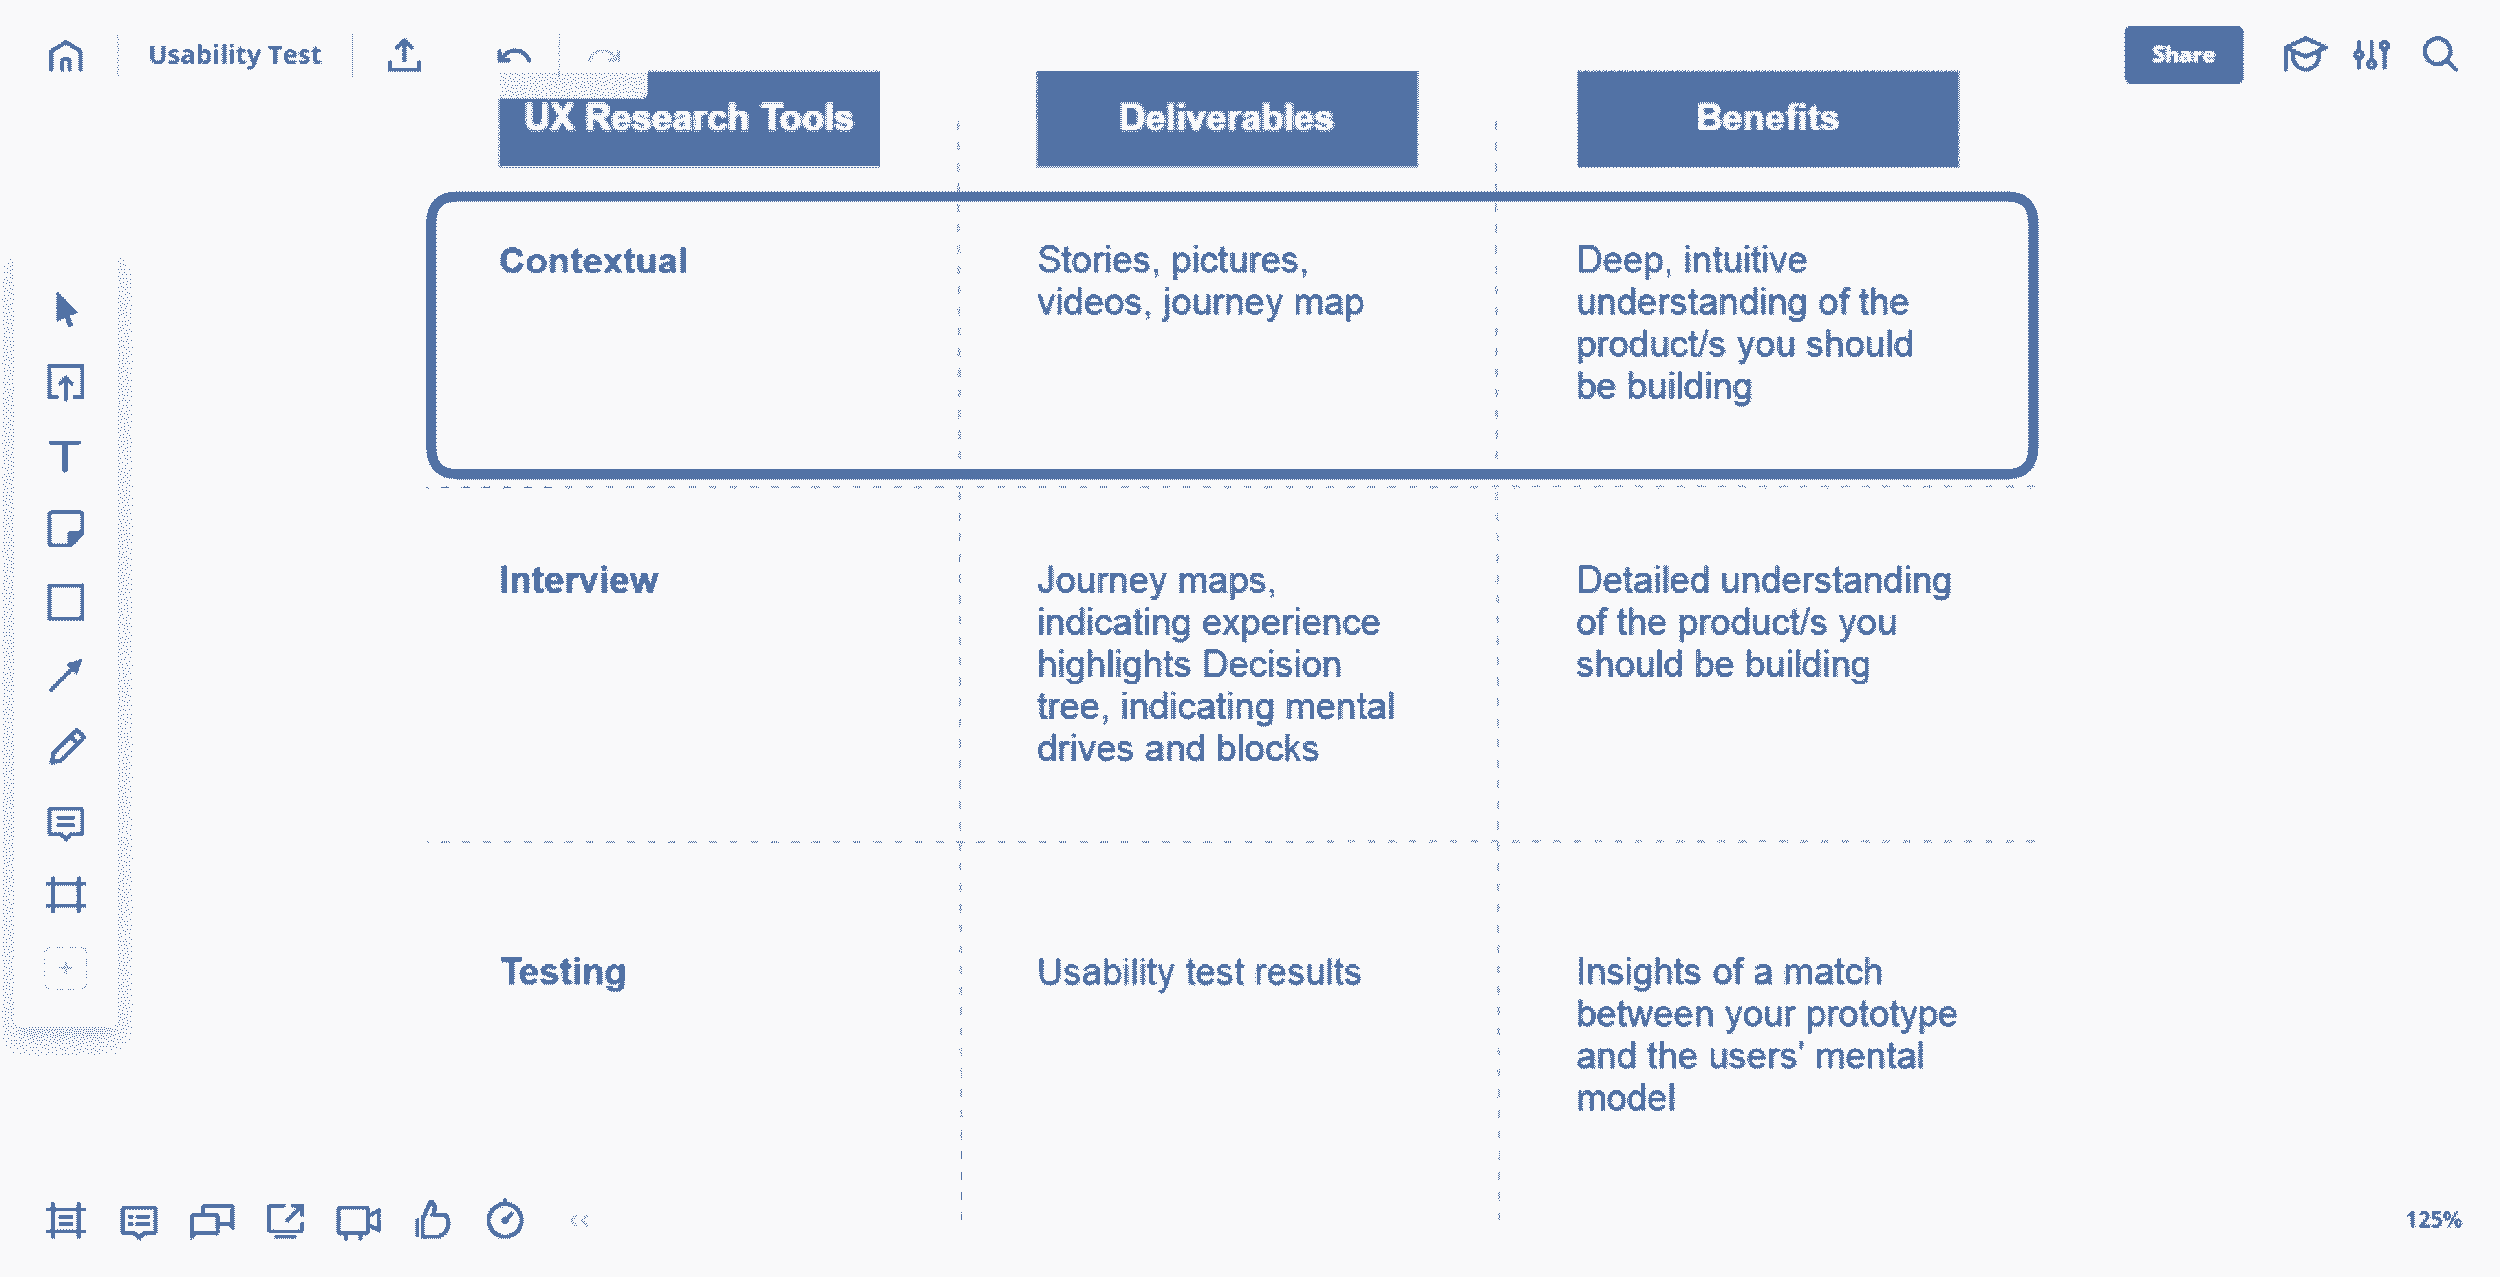 Usability Test
Share
UX Research Tools
Deliverables
Benefits
Contextual
Stories, pictures,
videos, journey map
Deep, intuitive
understanding of the
product/s you should
be building
Interview
Journey maps,
indicating experience
highlights Decision
tree, indicating mental
drives and blocks
Detailed understanding
of the product/s you
should be building
Testing
Usability test results
Insights of a match
between your prototype
and the users' mental
model
125%